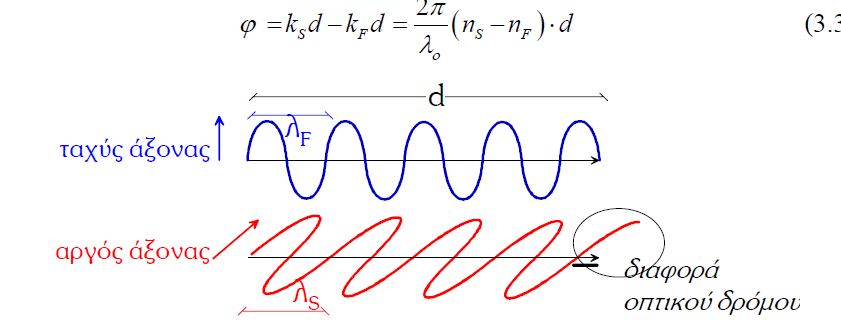 φ = k_S d − k_F d = 2π/λ_o (n_S − n_F)·d (3.3
d
λ_F
ταχύς άξονας
αργός άξονας
λ_S
διαφορά
οπτικού δρόμου